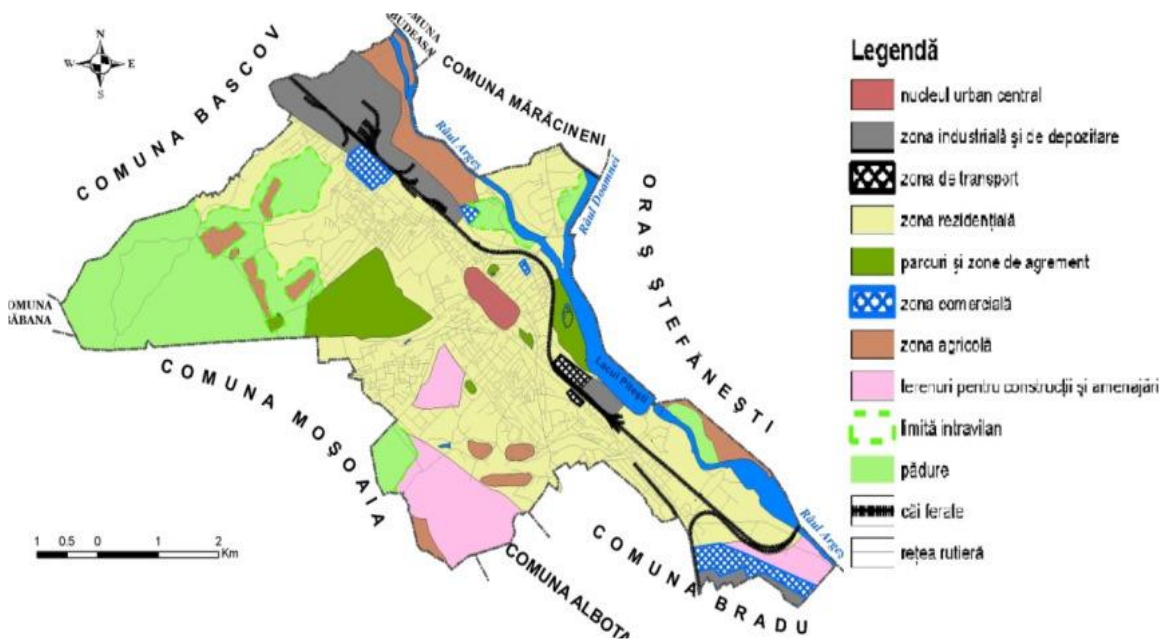 N
W E
S
COMUNA
BUDEASA
COMUNA BASCOV
COMUNA MĂRĂCINENI
Râul Argeș
Râul Doamnei
ORAȘ ȘTEFĂNEȘTI
COMUNA
BĂBANA
COMUNA MOȘOAIA
Lacul Pitești
COMUNA ALBOTA
COMUNA BRADU
Râul Argeș
1 0.5 0 1 2
Km
Legendă
nucleul urban central
zona industrială și de depozitare
zona de transport
zona rezidențială
parcuri și zone de agrement
zona comercială
zona agricolă
terenuri pentru construcții și amenajări
limită intravilan
pădure
căi ferate
rețea rutieră